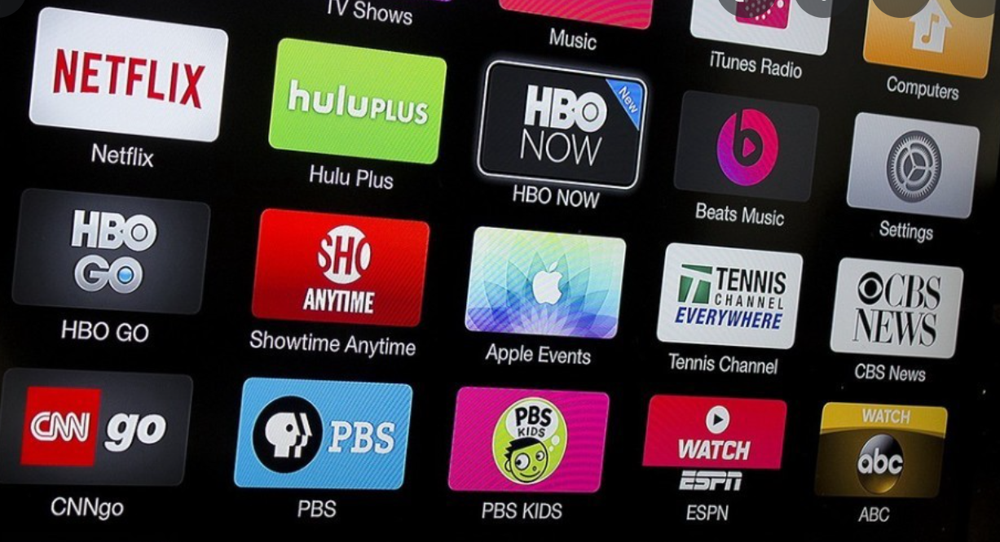 TV Shows
Music
iTunes Radio
Computers
NETFLIX
Netflix
huluPLUS
Hulu Plus
HBO
NOW
New
HBO NOW
b
Beats Music
Settings
HBO
GO
HBO GO
SHO
ANYTIME
Showtime Anytime
Apple Events
T TENNIS
CHANNEL
EVERYWHERE
Tennis Channel
CBS
NEWS
CBS News
CNN go
CNNgo
PBS
PBS
PBS
KIDS
PBS KIDS
WATCH
ESPN
ESPN
WATCH
abc
ABC